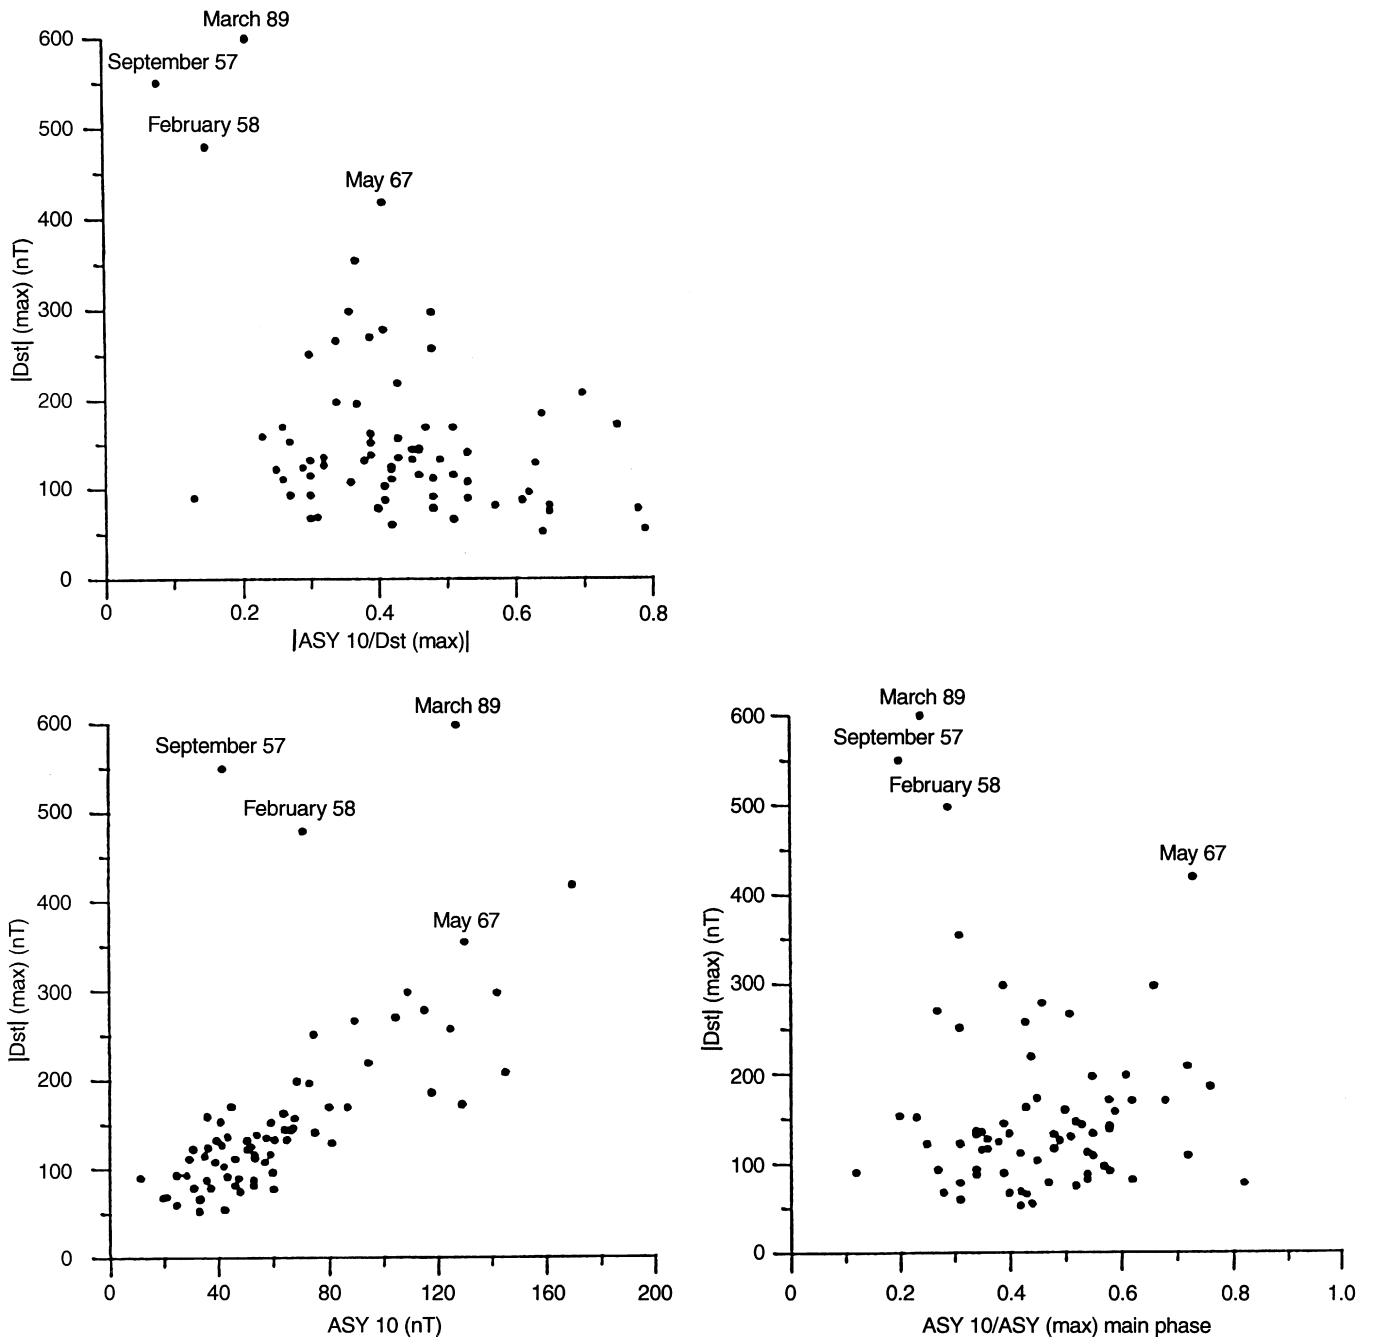 March 89
600
September 57
500
February 58
May 67
400
300
200
100
0
|Dst| (max) (nT)
0 0.2 0.4 0.6 0.8
|ASY 10/Dst (max)|
March 89
600
September 57
500
February 58
400
May 67
300
200
100
0
|Dst| (max) (nT)
0 40 80 120 160 200
ASY 10 (nT)
March 89
600
September 57
February 58
500
May 67
400
300
200
100
0
|Dst| (max) (nT)
0 0.2 0.4 0.6 0.8 1.0
ASY 10/ASY (max) main phase